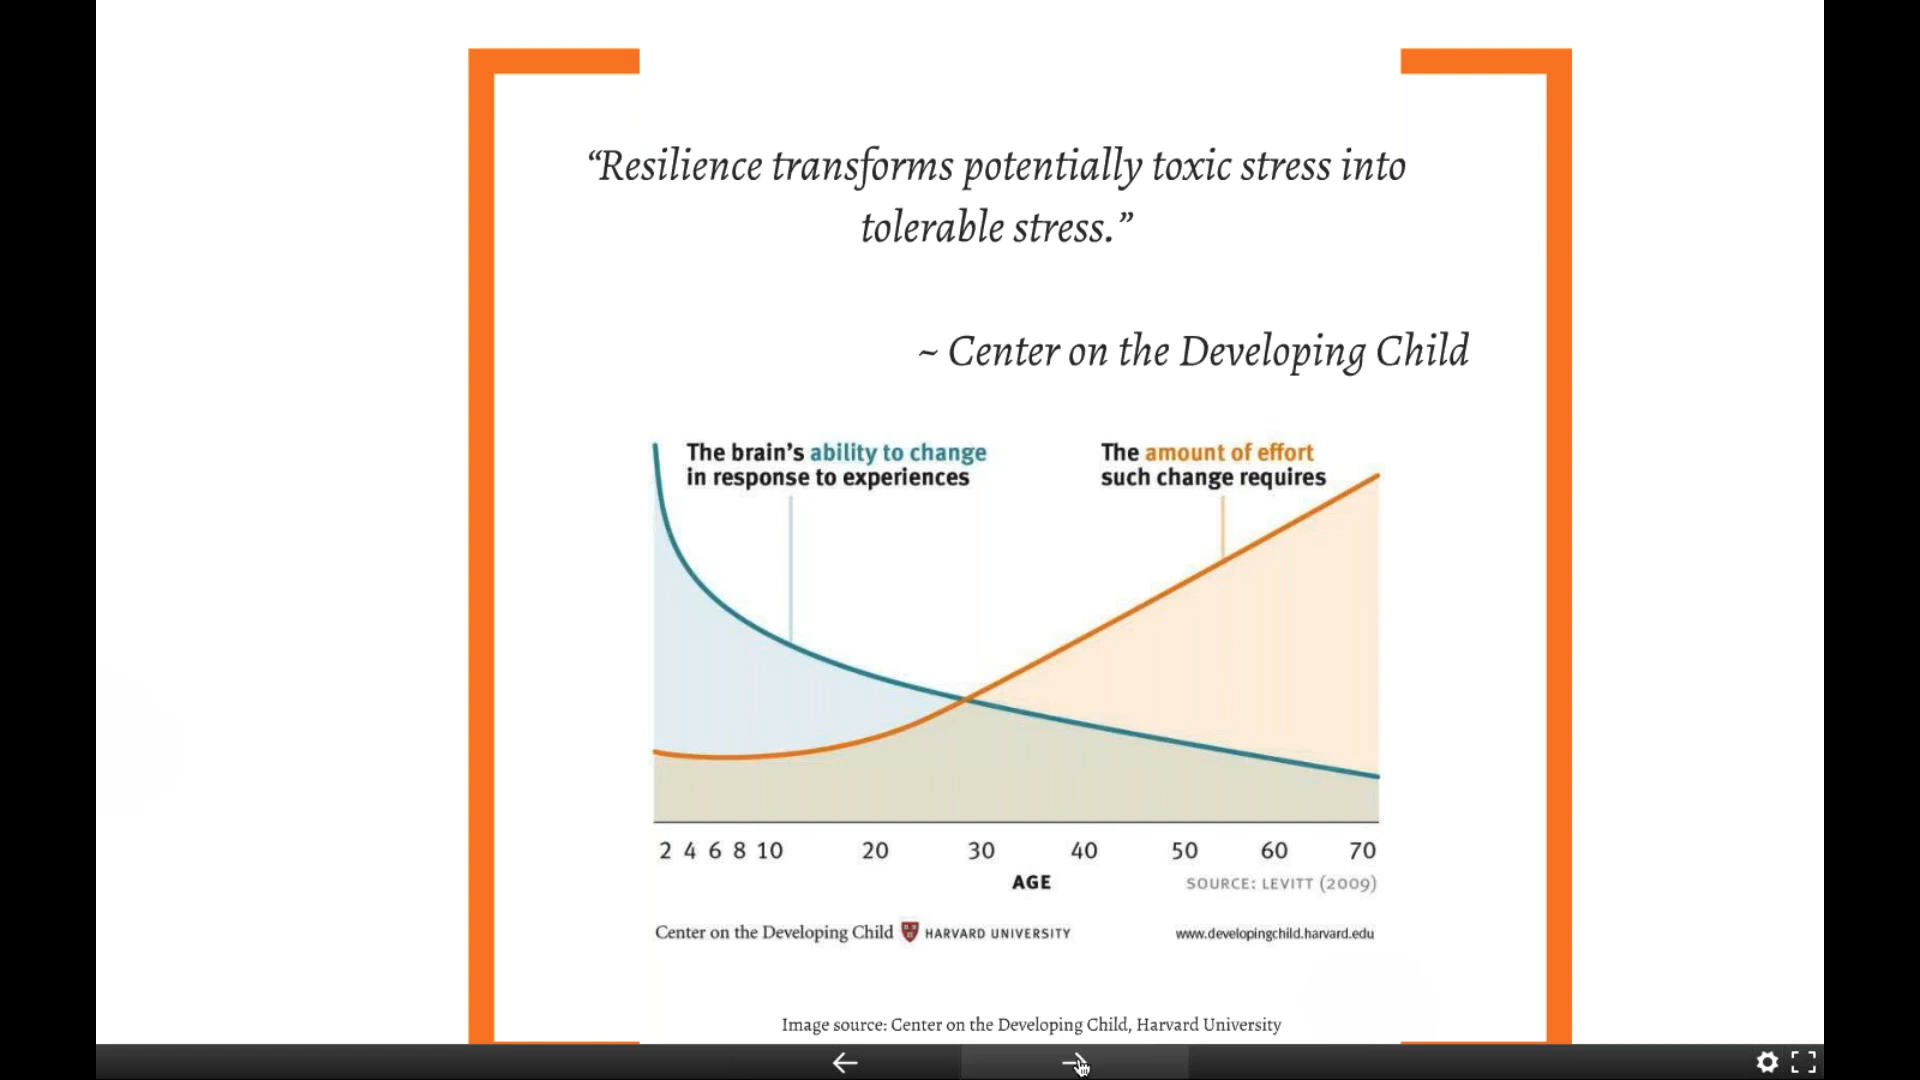 “Resilience transforms potentially toxic stress into
tolerable stress.”
~ Center on the Developing Child
The brain’s ability to change
in response to experiences
The amount of effort
such change requires
2 4 6 8 10 20 30 40 50 60 70
AGE
SOURCE: LEVITT (2009)
Center on the Developing Child HARVARD UNIVERSITY
www.developingchild.harvard.edu
Image source: Center on the Developing Child, Harvard University